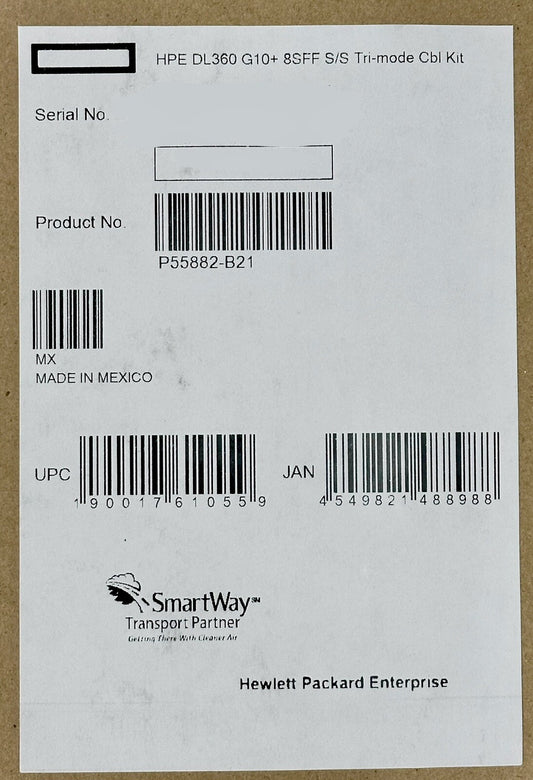 HPE DL360 G10+ 8SFF S/S Tri-mode Cbl Kit
Serial No.
Product No.
P55882-B21
MX
MADE IN MEXICO
UPC
190017610559
JAN
4549821488988
SmartWay℠
Transport Partner
Getting There With Cleaner Air
Hewlett Packard Enterprise